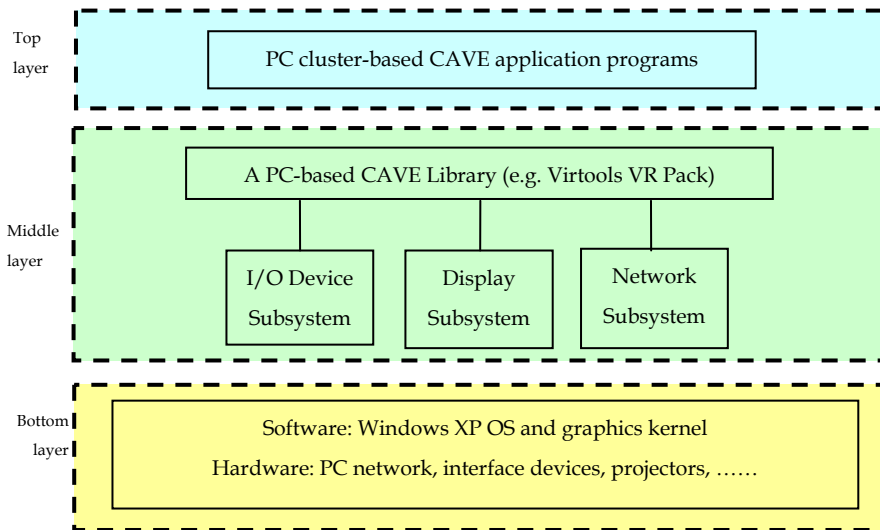 Top
layer
PC cluster-based CAVE application programs
Middle
layer
A PC-based CAVE Library (e.g. Virtools VR Pack)
I/O Device
Subsystem
Display
Subsystem
Network
Subsystem
Bottom
layer
Software: Windows XP OS and graphics kernel
Hardware: PC network, interface devices, projectors, ……